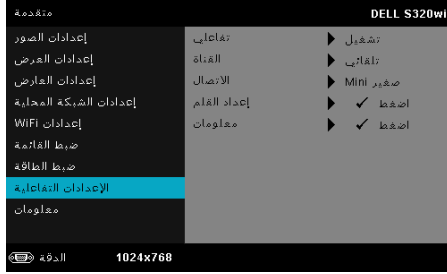 متقدمة DELL S320wi
إعدادات الصور
إعدادات العرض
إعدادات العارض
إعدادات الشبكة المحلية
إعدادات WiFi
ضبط القائمة
ضبط الطاقة
الإعدادات التفاعلية
معلومات
تفاعلي تشغيل
القناة تلقائي
الاتصال صغير Mini
إعداد القلم اضغط ✓
معلومات اضغط ✓
الدقة 1024x768